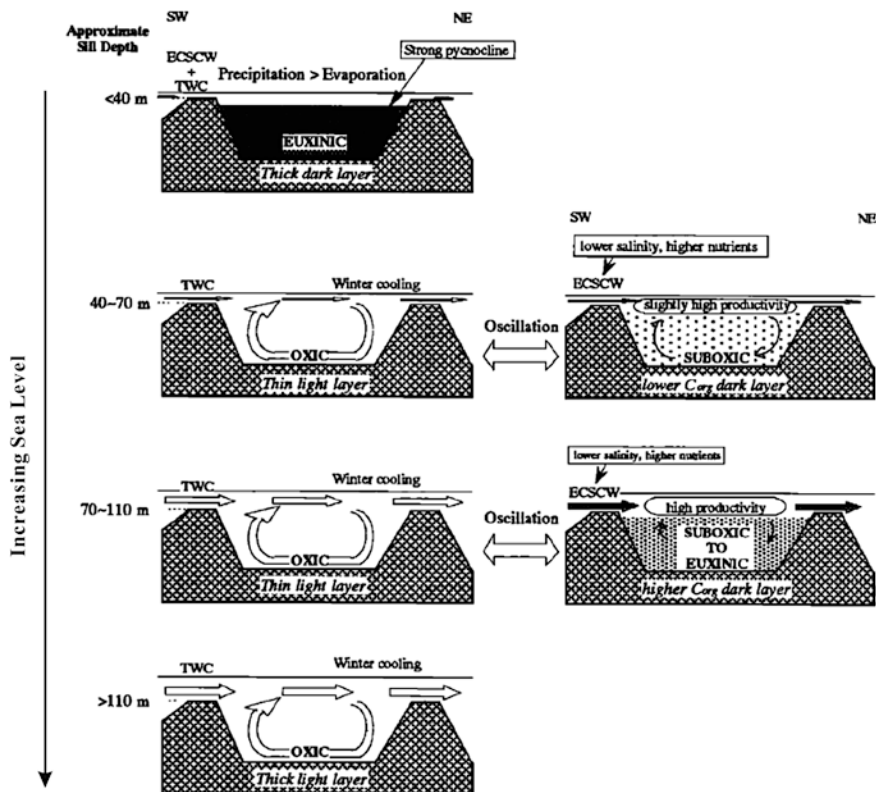 SW
NE
Approximate
Sill Depth
ECSCW
+
TWC
Precipitation > Evaporation
Strong pycnocline
<40 m
EUXINIC
Thick dark layer
SW
NE
lower salinity, higher nutrients
TWC
Winter cooling
ECSCW
40~70 m
slightly high productivity
Oscillation
OXIC
SUBOXIC
Thin light layer
lower Corg dark layer
Increasing Sea Level
lower salinity, higher nutrients
TWC
Winter cooling
ECSCW
70~110 m
high productivity
Oscillation
SUBOXIC
TO
EUXINIC
OXIC
Thin light layer
higher Corg dark layer
TWC
Winter cooling
>110 m
OXIC
Thick light layer